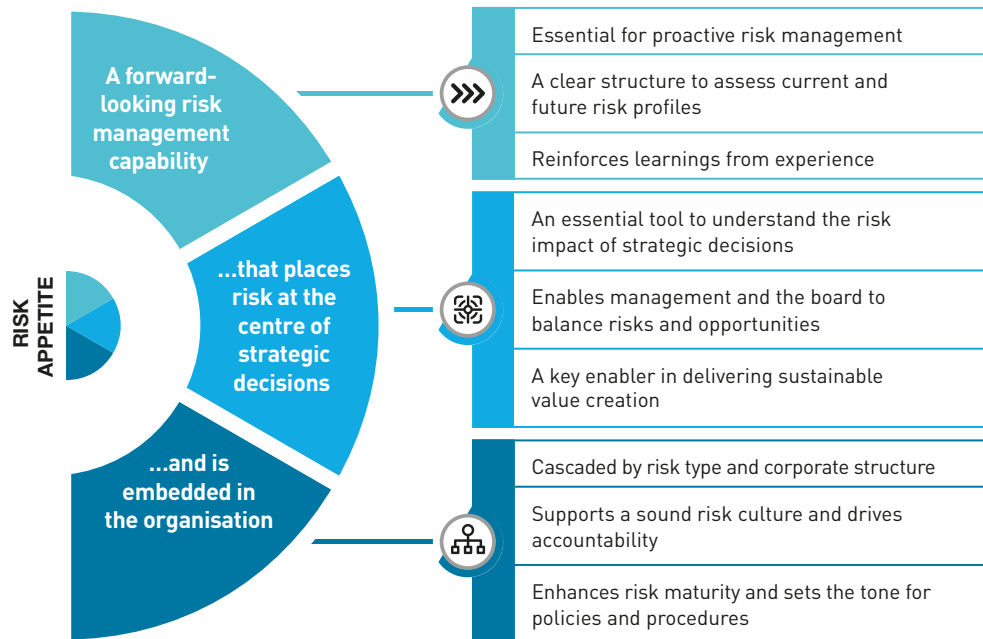 RISK
APPETITE
A forward-
looking risk
management
capability
Essential for proactive risk management
A clear structure to assess current and
future risk profiles
Reinforces learnings from experience
...that places
risk at the
centre of
strategic
decisions
An essential tool to understand the risk
impact of strategic decisions
Enables management and the board to
balance risks and opportunities
A key enabler in delivering sustainable
value creation
...and is
embedded in
the organisation
Cascaded by risk type and corporate structure
Supports a sound risk culture and drives
accountability
Enhances risk maturity and sets the tone for
policies and procedures